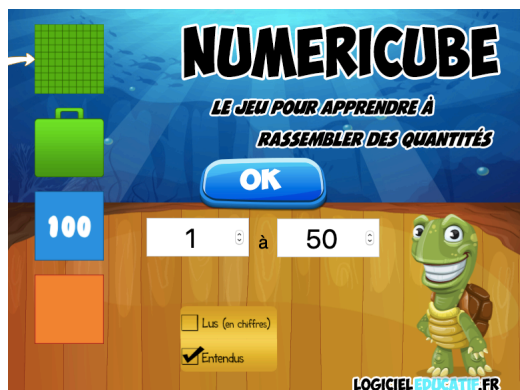 NUMERICUBE
LE JEU POUR APPRENDRE À
RASSEMBLER DES QUANTITÉS
OK
100
1 à 50
Lus (en chiffres)
Entendus
LOGICIELEDUCATIF.FR